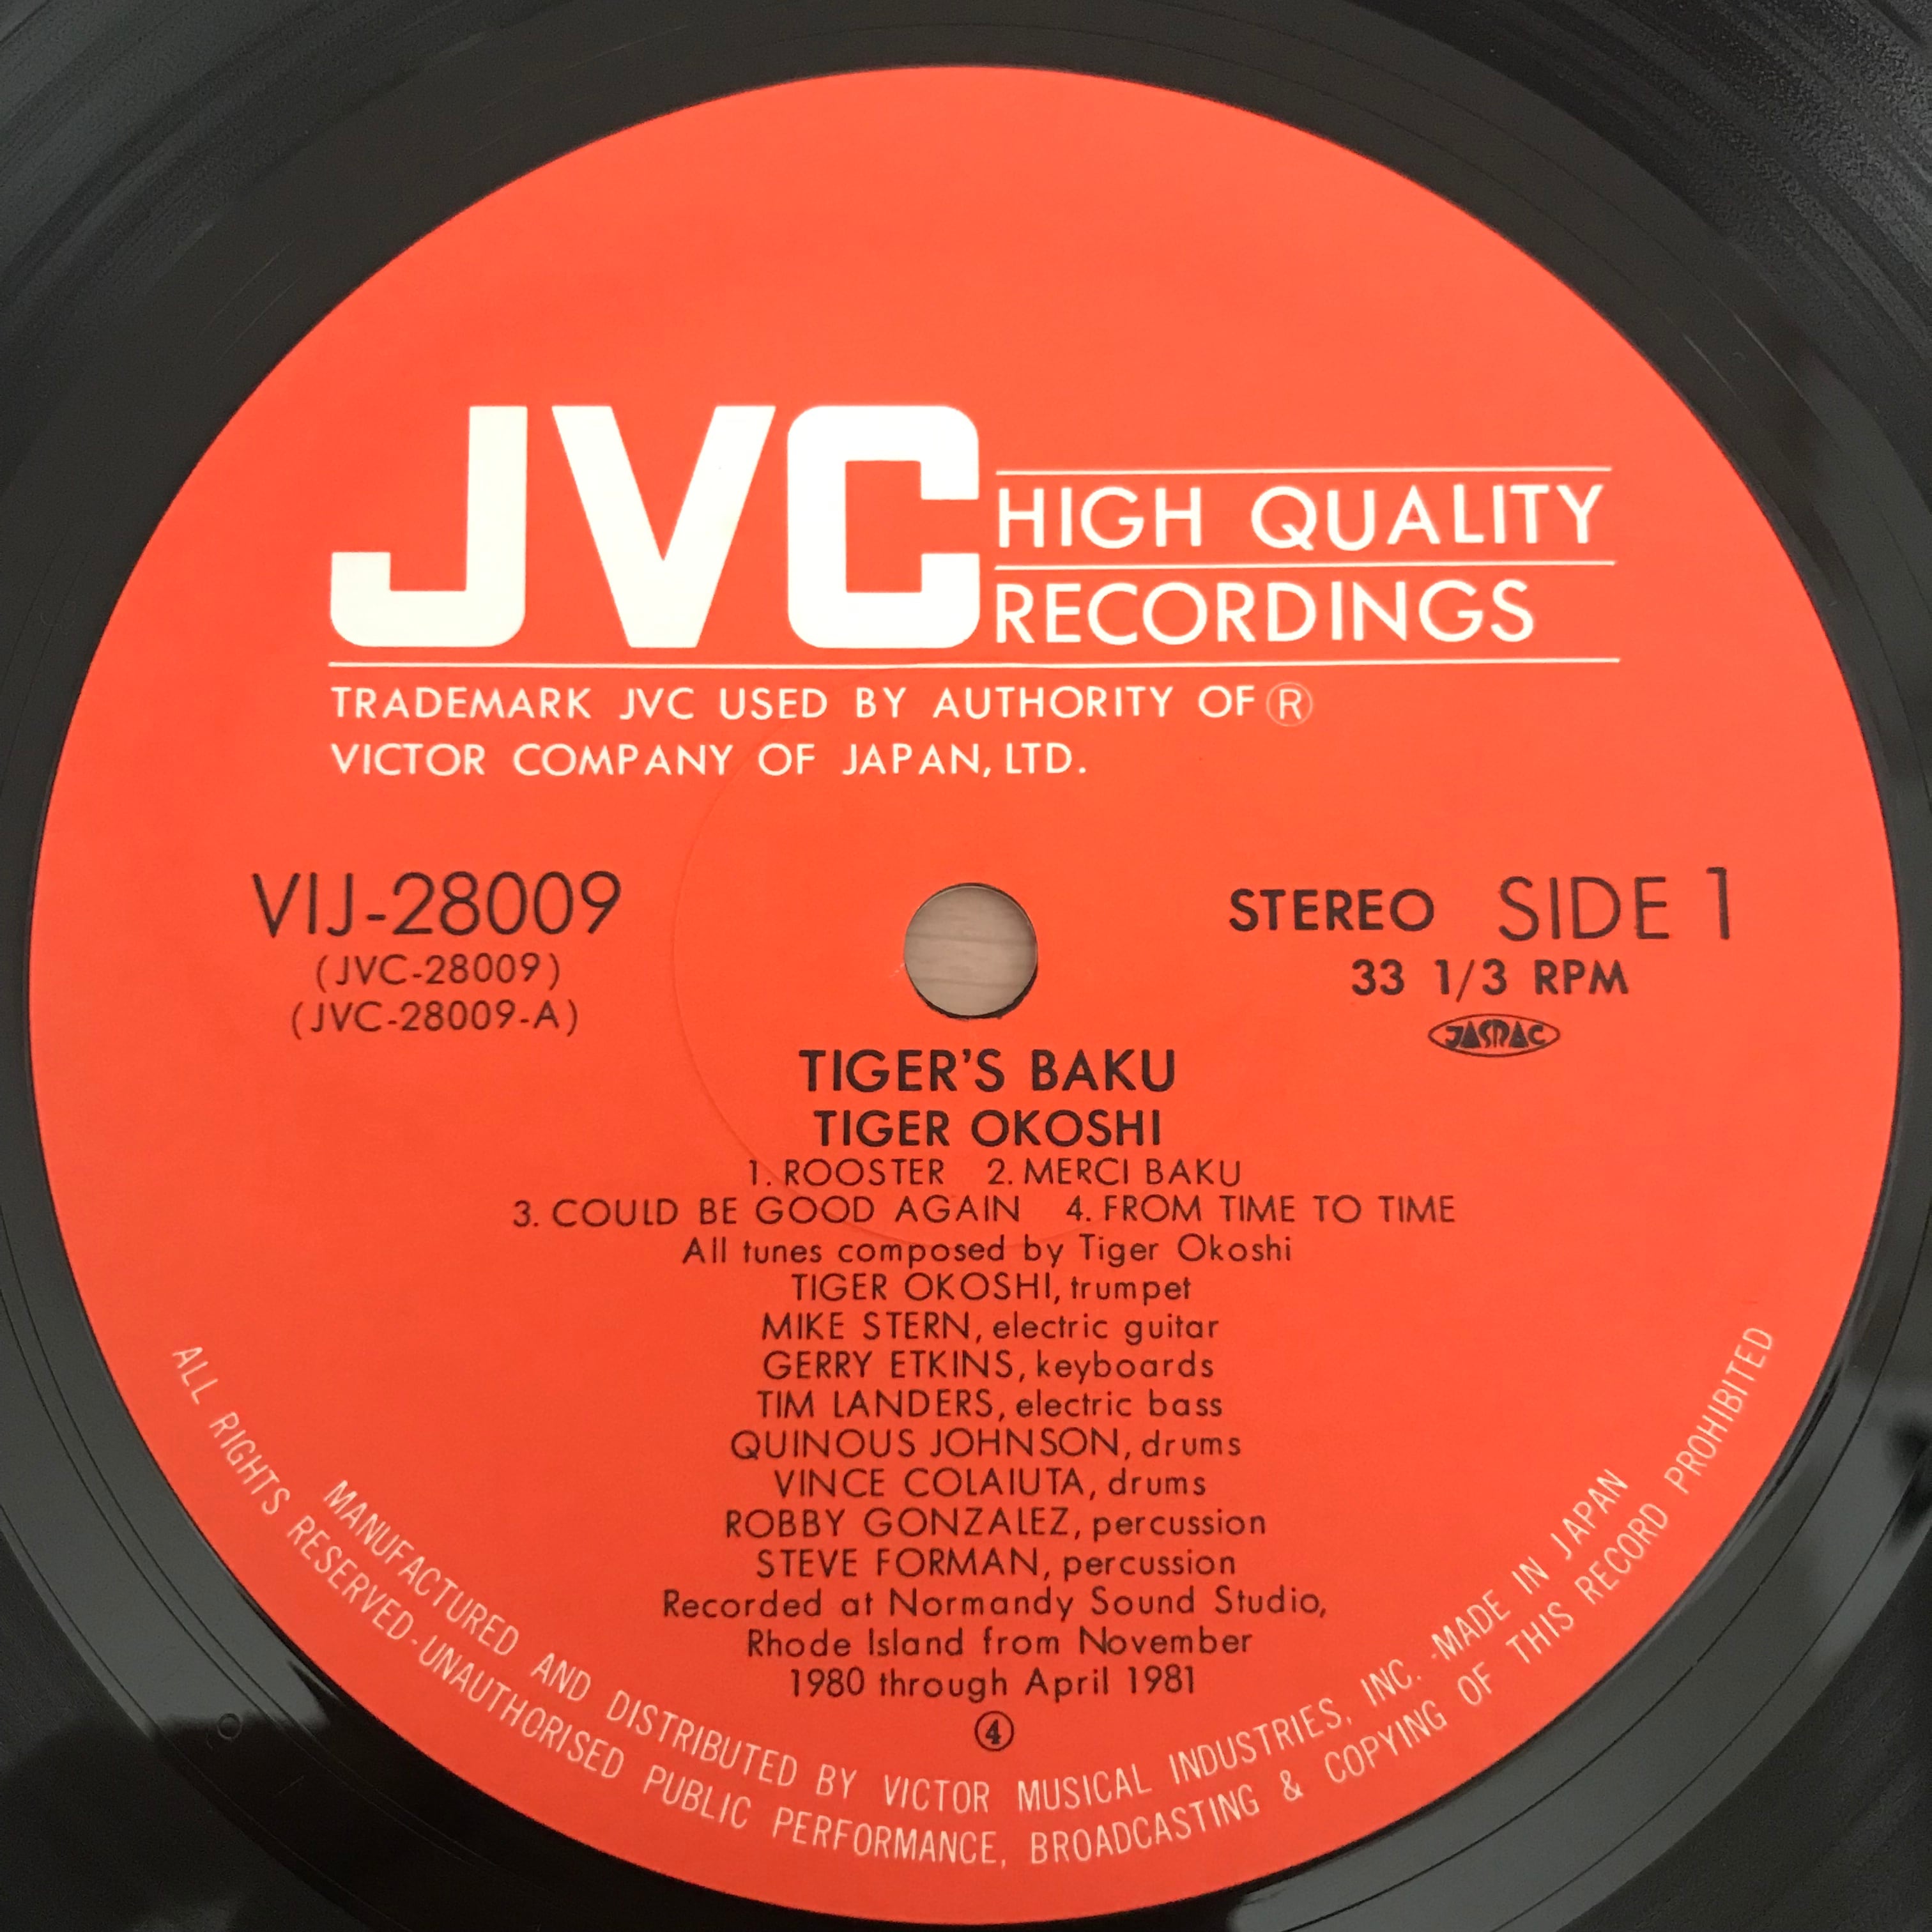 JVC HIGH QUALITY
RECORDINGS
TRADEMARK JVC USED BY AUTHORITY OF ®
VICTOR COMPANY OF JAPAN, LTD.
VIJ-28009
(JVC-28009)
(JVC-28009-A)
STEREO SIDE 1
33 1/3 RPM
JASRAC
TIGER'S BAKU
TIGER OKOSHI
1. ROOSTER 2. MERCI BAKU
3. COULD BE GOOD AGAIN 4. FROM TIME TO TIME
All tunes composed by Tiger Okoshi
TIGER OKOSHI, trumpet
MIKE STERN, electric guitar
GERRY ETKINS, keyboards
TIM LANDERS, electric bass
QUINOUS JOHNSON, drums
VINCE COLAIUTA, drums
ROBBY GONZALEZ, percussion
STEVE FORMAN, percussion
Recorded at Normandy Sound Studio,
Rhode Island from November
1980 through April 1981
④
MANUFACTURED AND DISTRIBUTED BY VICTOR MUSICAL INDUSTRIES, INC. -MADE IN JAPAN
ALL RIGHTS RESERVED-UNAUTHORISED PUBLIC PERFORMANCE, BROADCASTING & COPYING OF THIS RECORD PROHIBITED